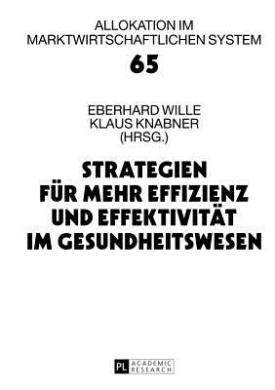 ALLOKATION IM
MARKTWIRTSCHAFTLICHEN SYSTEM
65
EBERHARD WILLE
KLAUS KNABNER
(HRSG.)
STRATEGIEN
FÜR MEHR EFFIZIENZ
UND EFFEKTIVITÄT
IM GESUNDHEITSWESEN
PL ACADEMIC
RESEARCH